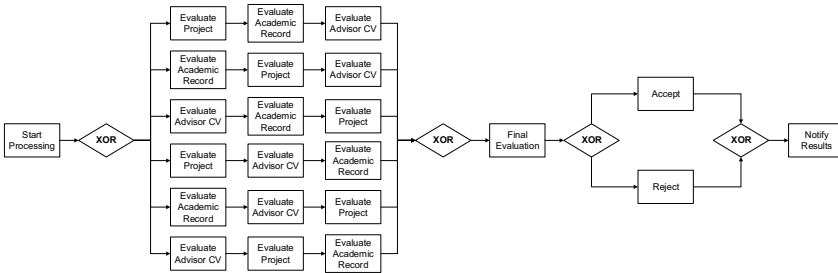 Evaluate
Project
Evaluate
Academic
Record
Evaluate
Advisor CV
Evaluate
Academic
Record
Evaluate
Project
Evaluate
Advisor CV
Evaluate
Advisor CV
Evaluate
Academic
Record
Evaluate
Project
Evaluate
Project
Evaluate
Advisor CV
Evaluate
Academic
Record
Evaluate
Academic
Record
Evaluate
Advisor CV
Evaluate
Project
Evaluate
Advisor CV
Evaluate
Project
Evaluate
Academic
Record
Start
Processing
XOR
XOR
Final
Evaluation
XOR
Accept
Reject
XOR
Notify
Results